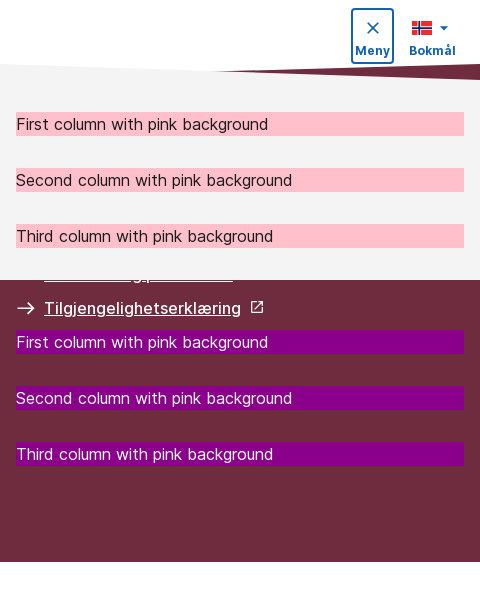 Meny
Bokmål
First column with pink background
Second column with pink background
Third column with pink background
Tilgjengelighetserklæring
First column with pink background
Second column with pink background
Third column with pink background